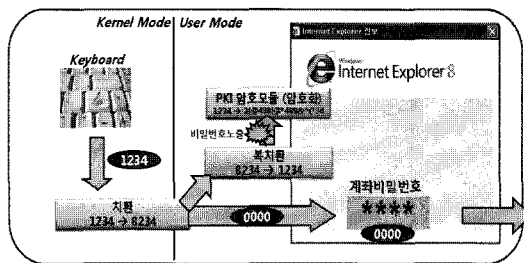 Kernel Mode
User Mode
Internet Explorer 정보
Keyboard
Windows
Internet Explorer 8
PKI 암호모듈 (암호화)
1234 →
비밀번호노출
복치환
8234 → 1234
1234
치환
1234 → 8234
0000
계좌비밀번호
****
0000